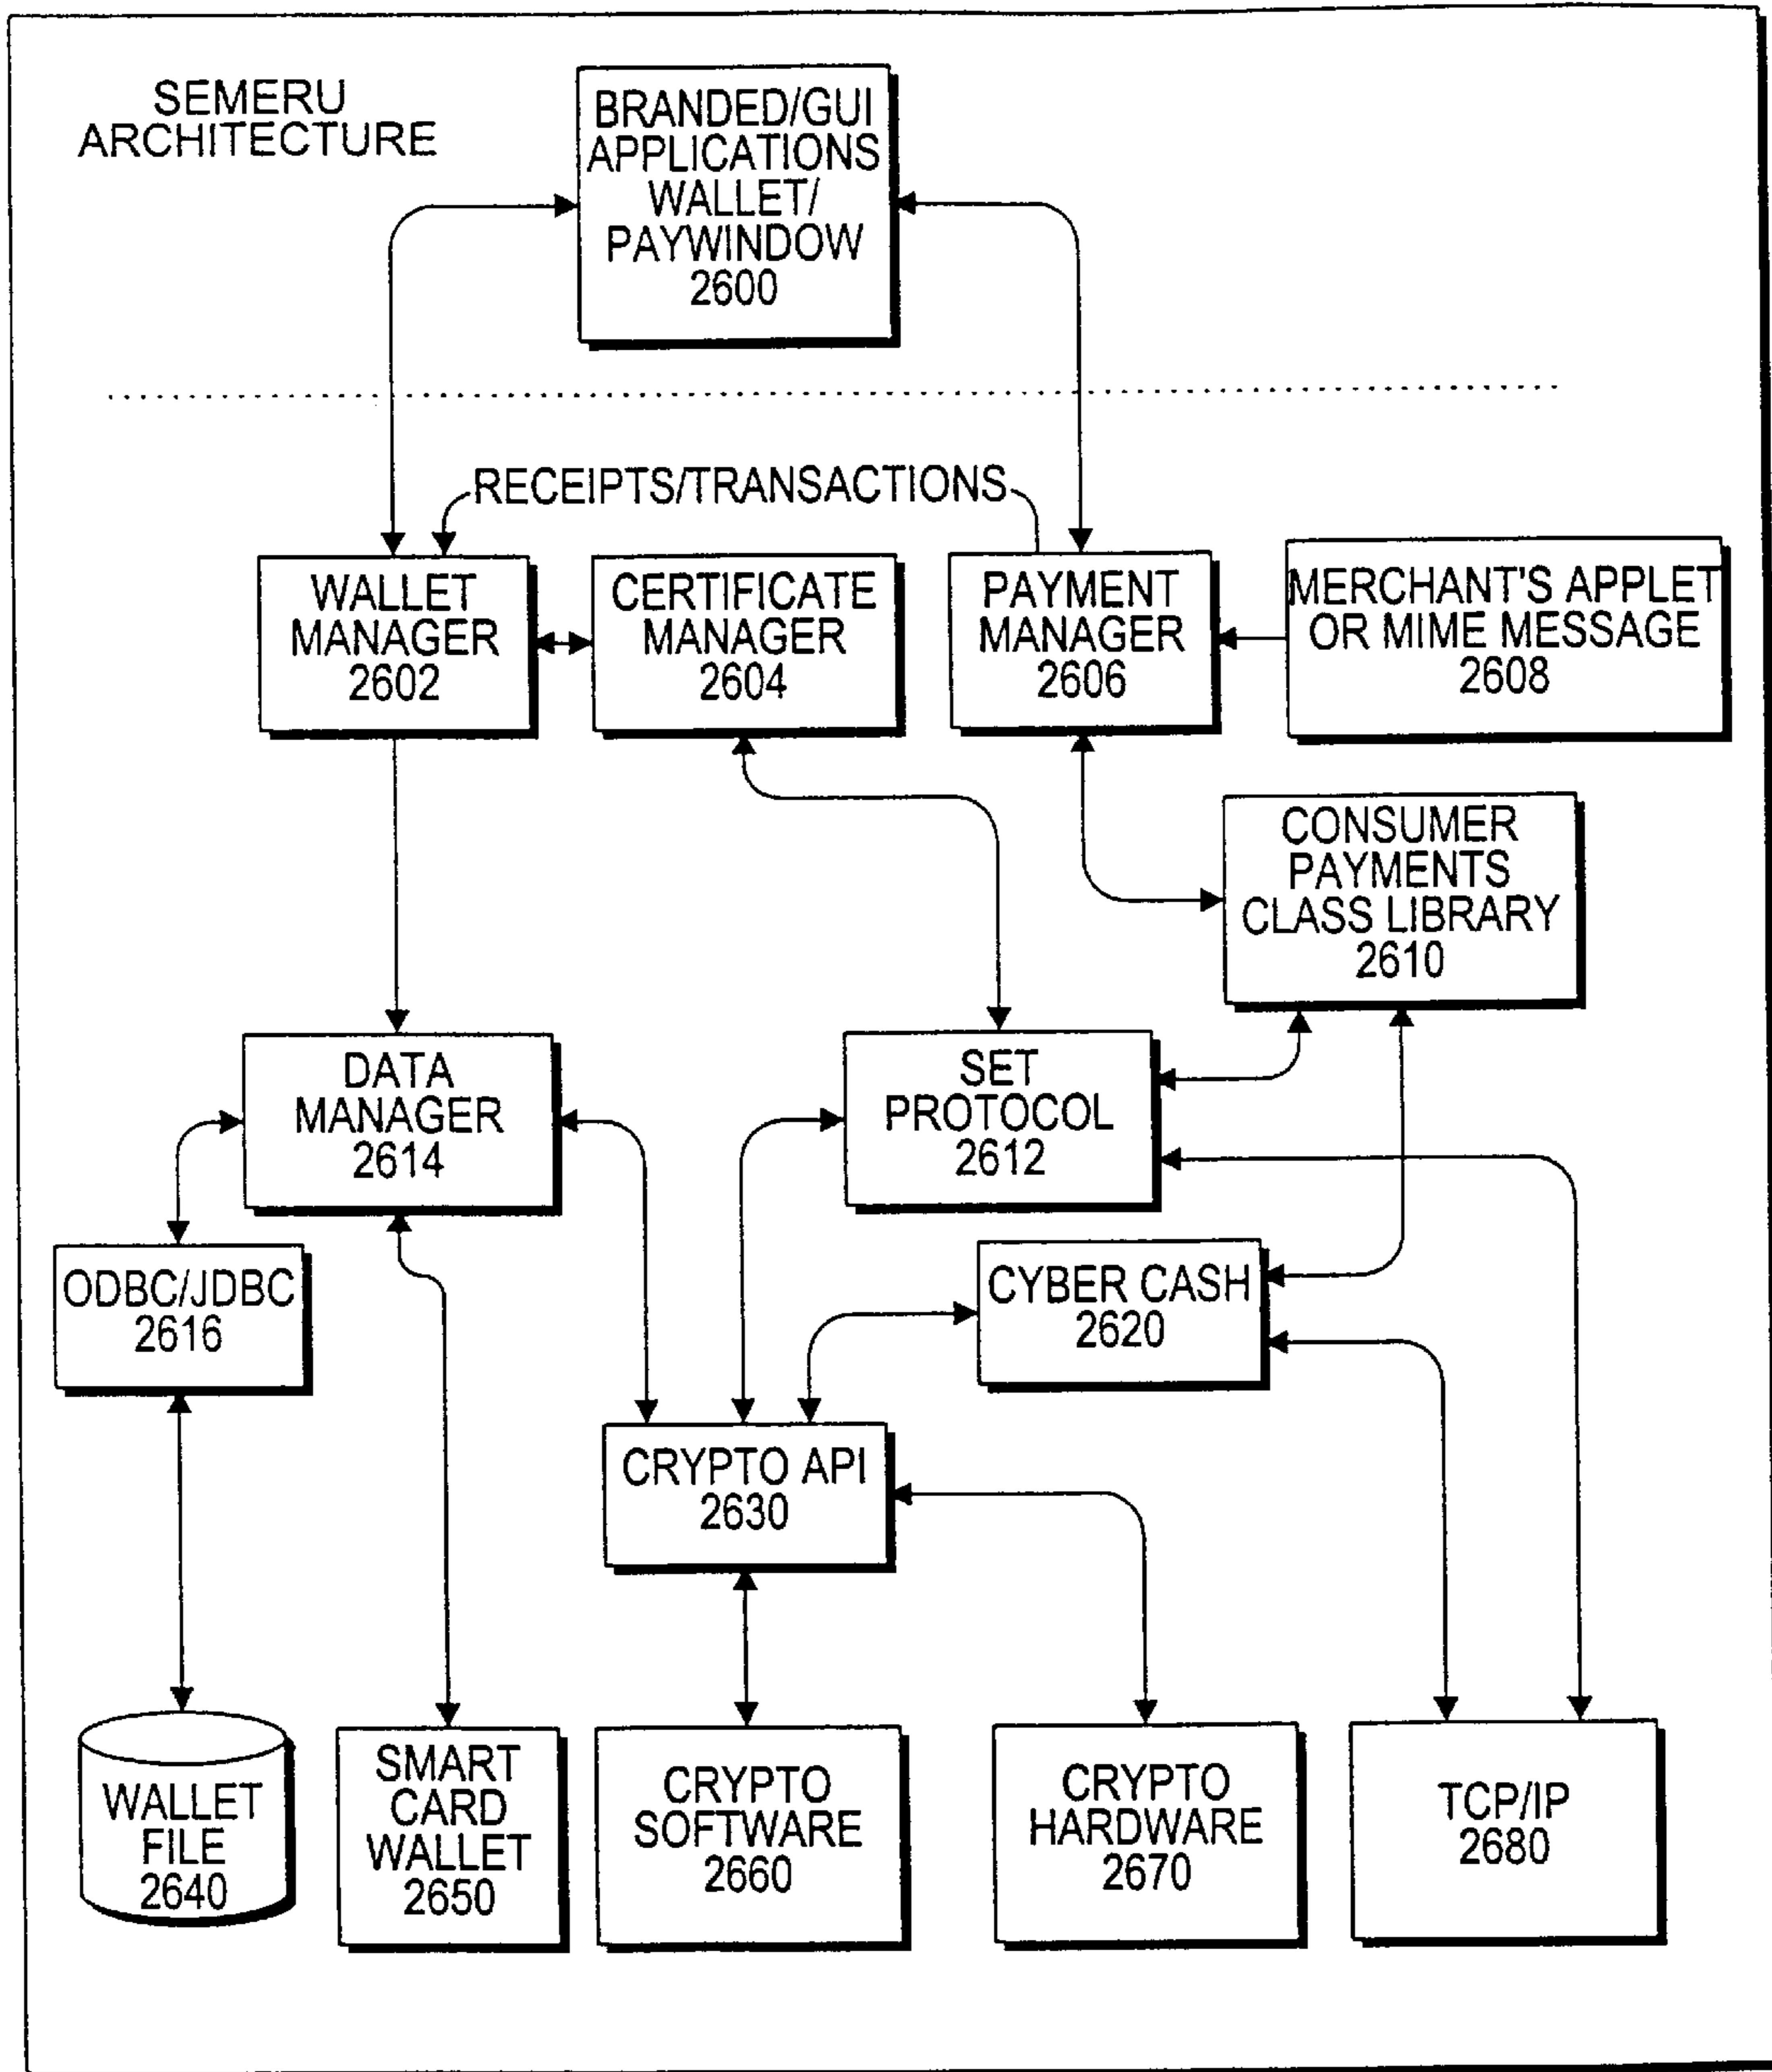 SEMERU
ARCHITECTURE
BRANDED/GUI
APPLICATIONS
WALLET/
PAYWINDOW
2600
RECEIPTS/TRANSACTIONS
WALLET
MANAGER
2602
CERTIFICATE
MANAGER
2604
PAYMENT
MANAGER
2606
MERCHANT'S APPLET
OR MIME MESSAGE
2608
CONSUMER
PAYMENTS
CLASS LIBRARY
2610
DATA
MANAGER
2614
SET
PROTOCOL
2612
ODBC/JDBC
2616
CYBER CASH
2620
CRYPTO API
2630
WALLET
FILE
2640
SMART
CARD
WALLET
2650
CRYPTO
SOFTWARE
2660
CRYPTO
HARDWARE
2670
TCP/IP
2680